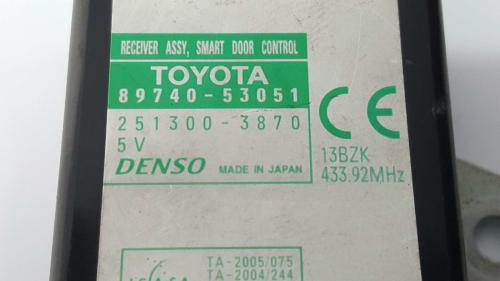 RECEIVER ASSY, SMART DOOR CONTROL
TOYOTA
89740-53051
251300-3870
5V
DENSO MADE IN JAPAN
CE
13BZK
433.92MHz
TA-2005/075
TA-2004/244